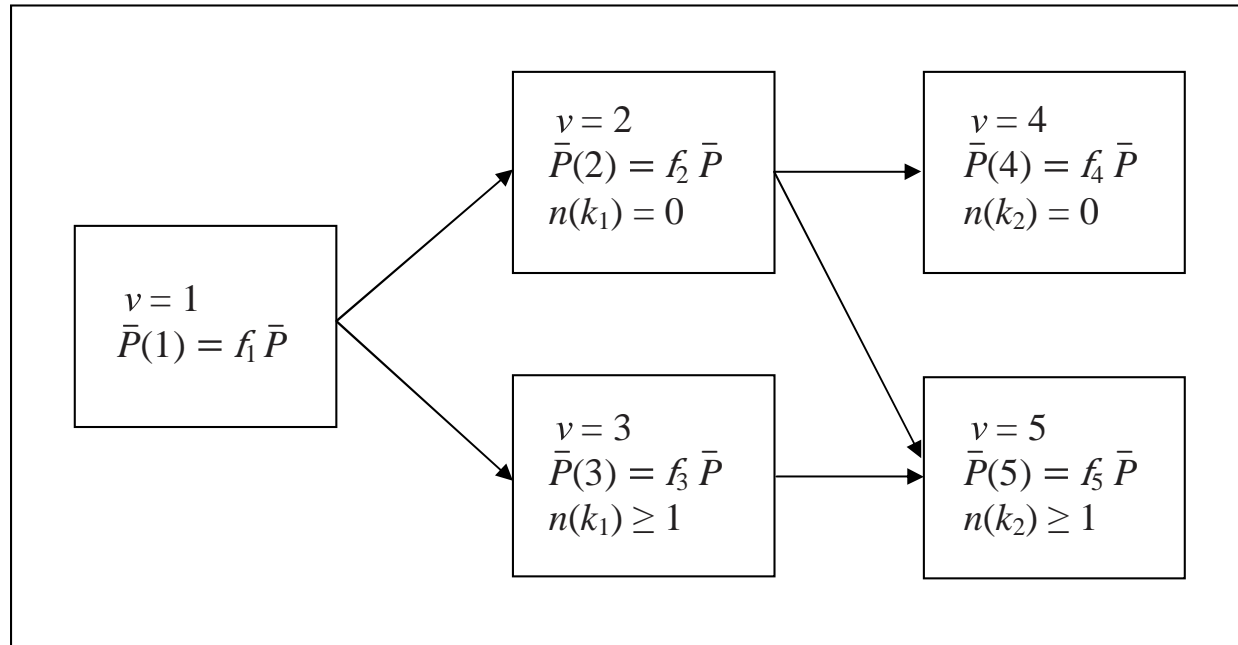 v = 1
P̄(1) = f₁ P̄
v = 2
P̄(2) = f₂ P̄
n(k₁) = 0
v = 3
P̄(3) = f₃ P̄
n(k₁) ≥ 1
v = 4
P̄(4) = f₄ P̄
n(k₂) = 0
v = 5
P̄(5) = f₅ P̄
n(k₂) ≥ 1